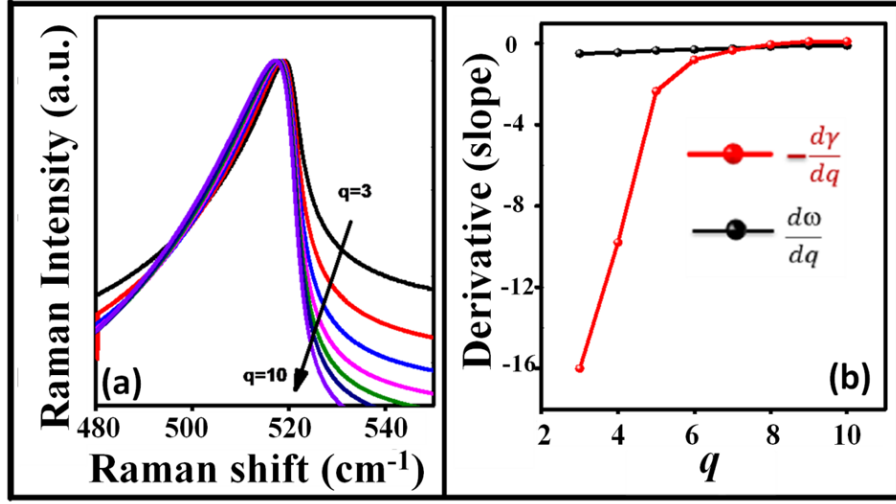 Raman Intensity (a.u.)
q=3
q=10
(a)
480 500 520 540
Raman shift (cm⁻¹)
Derivative (slope)
0
-4
-8
-12
-16
−dγ/dq
dω/dq
(b)
2 4 6 8 10
q